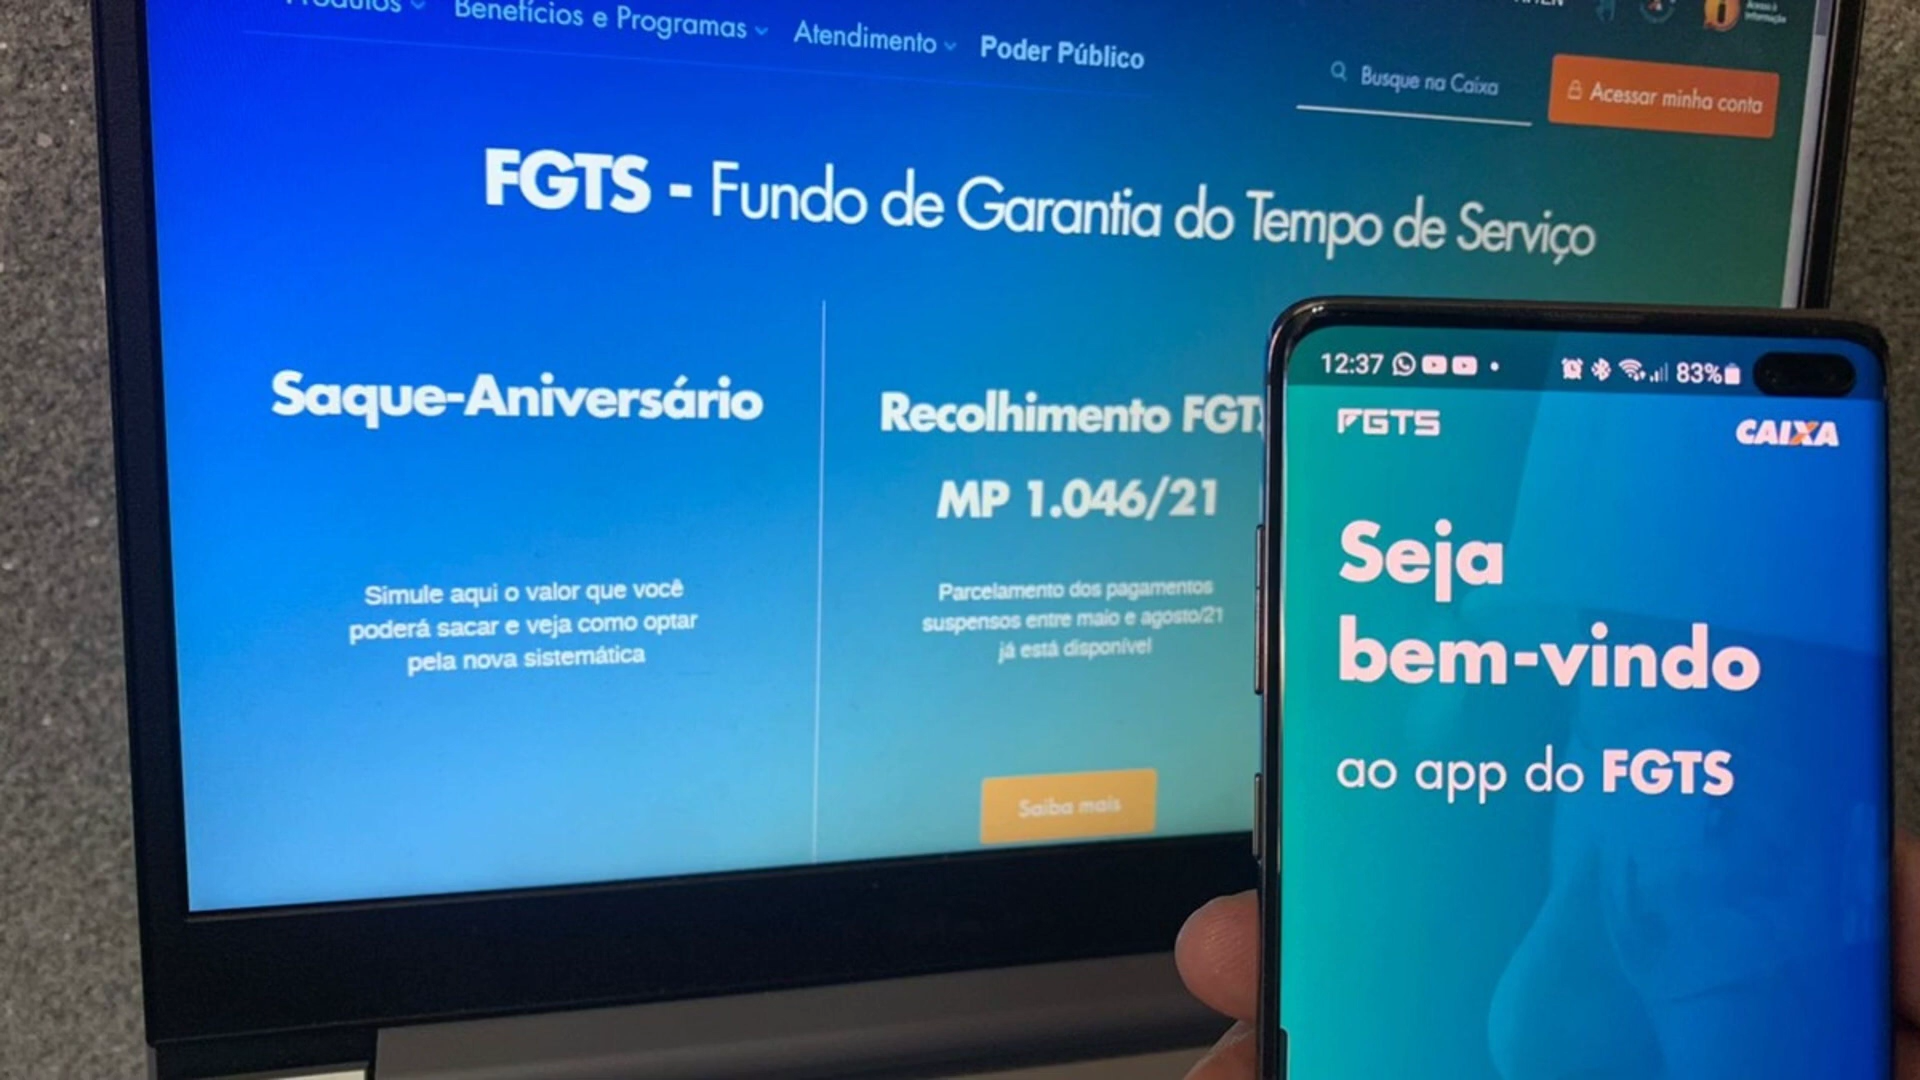 Produtos
Benefícios e Programas
Atendimento
Poder Público
Busque na Caixa
Acessar minha conta
FGTS - Fundo de Garantia do Tempo de Serviço
Saque-Aniversário
Simule aqui o valor que você
poderá sacar e veja como optar
pela nova sistemática
Recolhimento FGT
MP 1.046/21
Parcelamento dos pagamentos
suspensos entre maio e agosto/21
já está disponível
Saiba mais
12:37
83%
FGTS
CAIXA
Seja
bem-vindo
ao app do FGTS